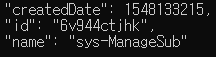 "createdDate": 1548133215,
"id": "6v944ctjhk",
"name": "sys-ManageSub"